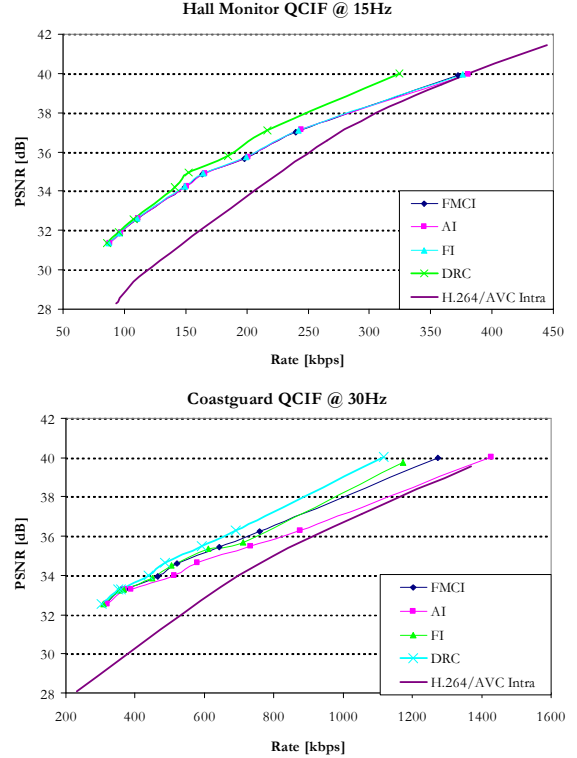 Hall Monitor QCIF @ 15Hz
42
40
38
36
34
32
30
28
PSNR [dB]
FMCI
AI
FI
DRC
H.264/AVC Intra
50 100 150 200 250 300 350 400 450
Rate [kbps]
Coastguard QCIF @ 30Hz
42
40
38
36
34
32
30
28
PSNR [dB]
FMCI
AI
FI
DRC
H.264/AVC Intra
200 400 600 800 1000 1200 1400 1600
Rate [kbps]